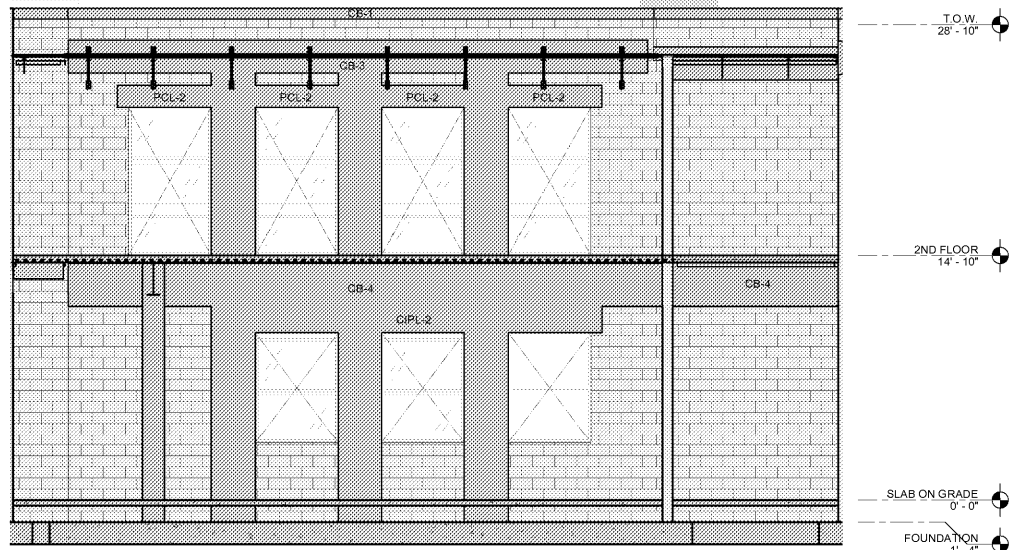 CB-1
T.O.W.
28' - 10"
CB-3
PCL-2
PCL-2
PCL-2
PCL-2
2ND FLOOR
14' - 10"
CB-4
CB-4
CIPL-2
SLAB ON GRADE
0' - 0"
FOUNDATION